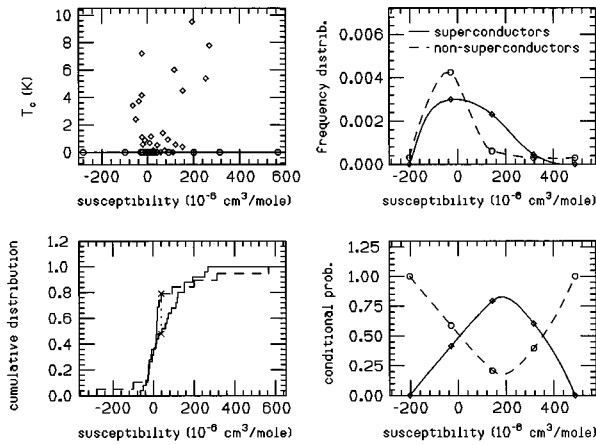 10
8
6
4
2
0
T_c (K)
-200 0 200 400 600
susceptibility (10^-6 cm^3/mole)
frequency distrib.
0.006
0.004
0.002
0.000
superconductors
non-superconductors
-200 0 200 400
susceptibility (10^-6 cm^3/mole)
cumulative distribution
1.2
1.0
0.8
0.6
0.4
0.2
0.0
-200 0 200 400 600
susceptibility (10^-6 cm^3/mole)
conditional prob.
1.25
1.00
0.75
0.50
0.25
0.00
-200 0 200 400
susceptibility (10^-6 cm^3/mole)